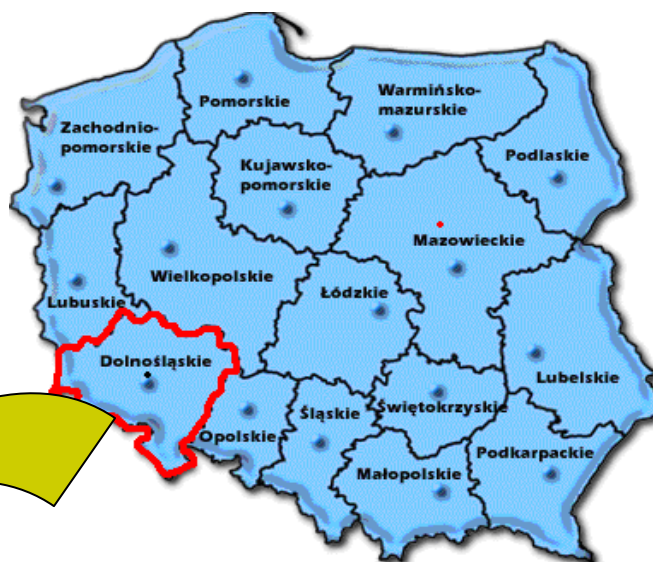 Pomorskie
Warmińsko-
mazurskie
Zachodnio-
pomorskie
Kujawsko-
pomorskie
Podlaskie
Mazowieckie
Wielkopolskie
Łódzkie
Lubuskie
Dolnośląskie
Lubelskie
Opolskie
Śląskie
Świętokrzyskie
Małopolskie
Podkarpackie